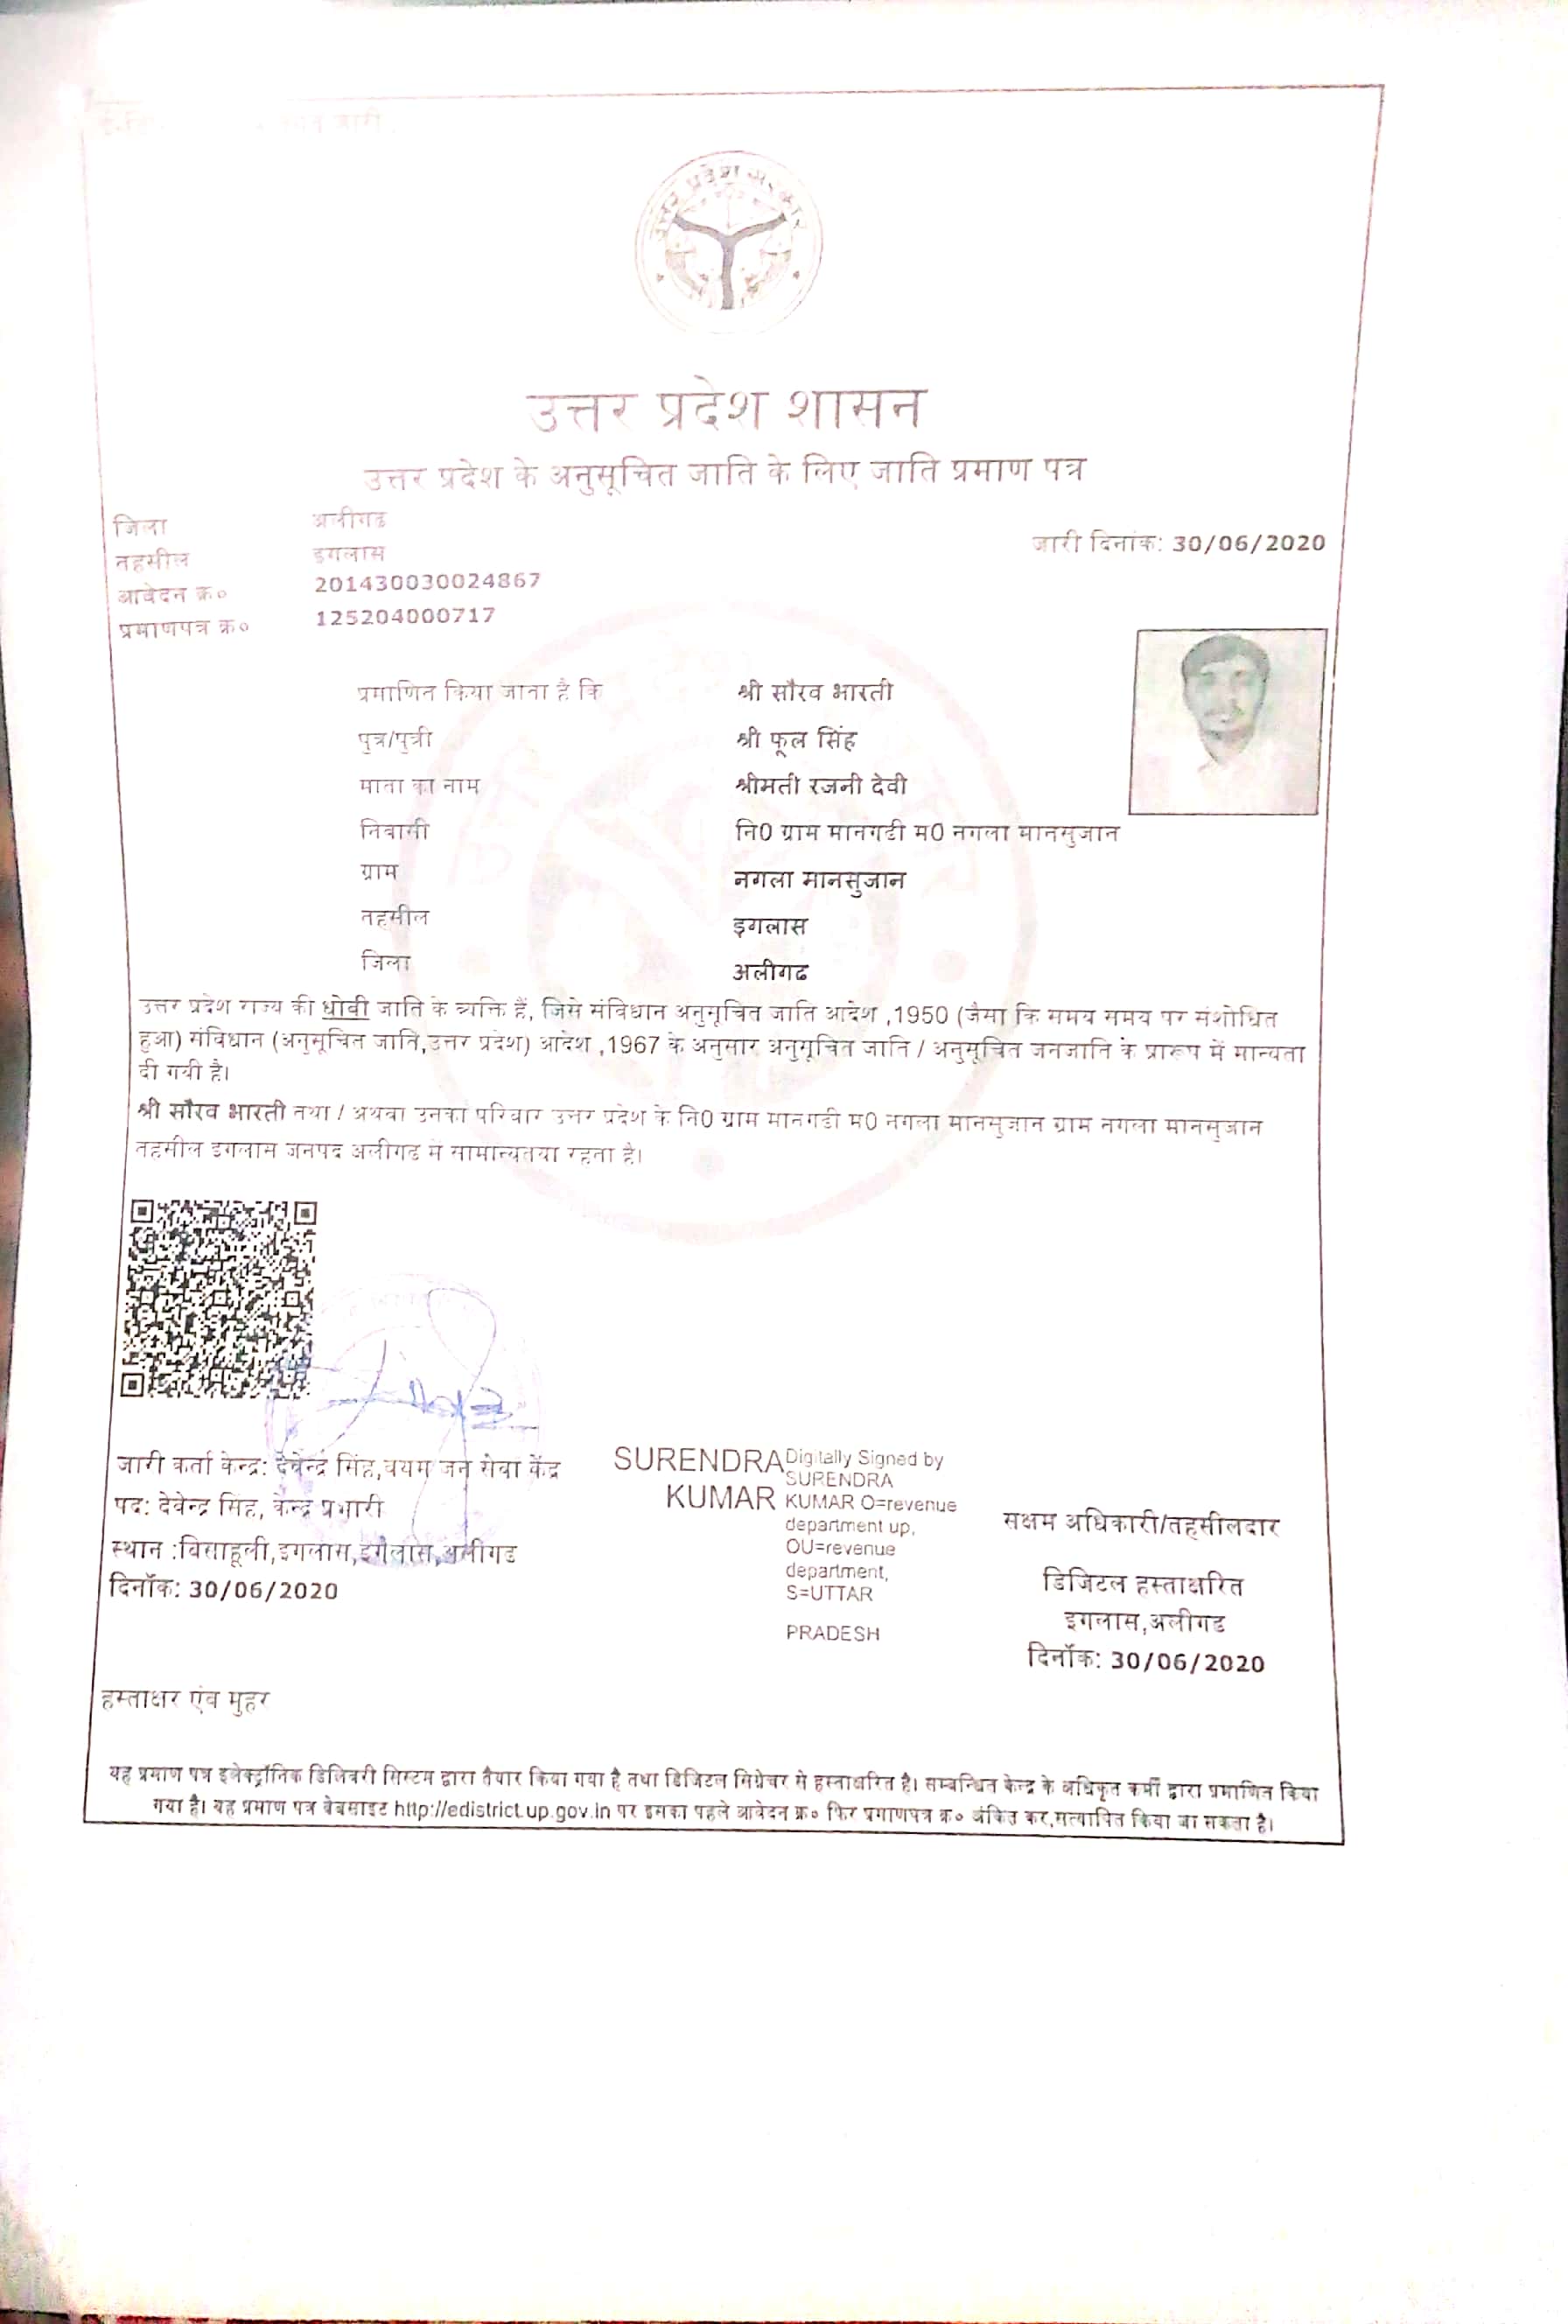 जारी
उत्तर प्रदेश सरकार
उत्तर प्रदेश शासन
उत्तर प्रदेश के अनुसूचित जाति के लिए जाति प्रमाण पत्र
जिला अलीगढ
तहसील इगलास
जारी दिनांक: 30/06/2020
आवेदन क्र० 201430030024867
प्रमाणपत्र क्र० 125204000717
प्रमाणित किया जाता है कि श्री सौरव भारती
पुत्र/पुत्री श्री फूल सिंह
माता का नाम श्रीमती रजनी देवी
निवासी नि0 ग्राम मानगढी म0 नगला मानसुजान
ग्राम नगला मानसुजान
तहसील इगलास
जिला अलीगढ
उत्तर प्रदेश राज्य की धोबी जाति के व्यक्ति हैं, जिसे संविधान अनुसूचित जाति आदेश ,1950 (जैसा कि समय समय पर संशोधित
हुआ) संविधान (अनुसूचित जाति,उत्तर प्रदेश) आदेश ,1967 के अनुसार अनुसूचित जाति / अनुसूचित जनजाति के प्रारूप में मान्यता
दी गयी है।
श्री सौरव भारती तथा / अथवा उनका परिवार उत्तर प्रदेश के नि0 ग्राम मानगढी म0 नगला मानसुजान ग्राम नगला मानसुजान
तहसील इगलास जनपद अलीगढ में सामान्यतया रहता है।
जारी कर्ता केन्द्र: देवेन्द्र सिंह,वयम जन सेवा केंद्र
पद: देवेन्द्र सिंह, केन्द्र प्रभारी
स्थान :विसाहूली,इगलास,इगलास,अलीगढ
दिनाँक: 30/06/2020
SURENDRA
KUMAR
Digitally Signed by
SURENDRA
KUMAR O=revenue
department up,
OU=revenue
department,
S=UTTAR
PRADESH
सक्षम अधिकारी/तहसीलदार
डिजिटल हस्ताक्षरित
इगलास,अलीगढ
दिनाँक: 30/06/2020
हस्ताक्षर एंव मुहर
यह प्रमाण पत्र इलेक्ट्रॉनिक डिलिवरी सिस्टम द्वारा तैयार किया गया है तथा डिजिटल सिग्नेचर से हस्ताक्षरित है। सम्बन्धित केन्द्र के अधिकृत कर्मी द्वारा प्रमाणित किया
गया है। यह प्रमाण पत्र वेबसाइट http://edistrict.up.gov.in पर इसका पहले आवेदन क्र० फिर प्रमाणपत्र क्र० अंकित कर,सत्यापित किया जा सकता है।